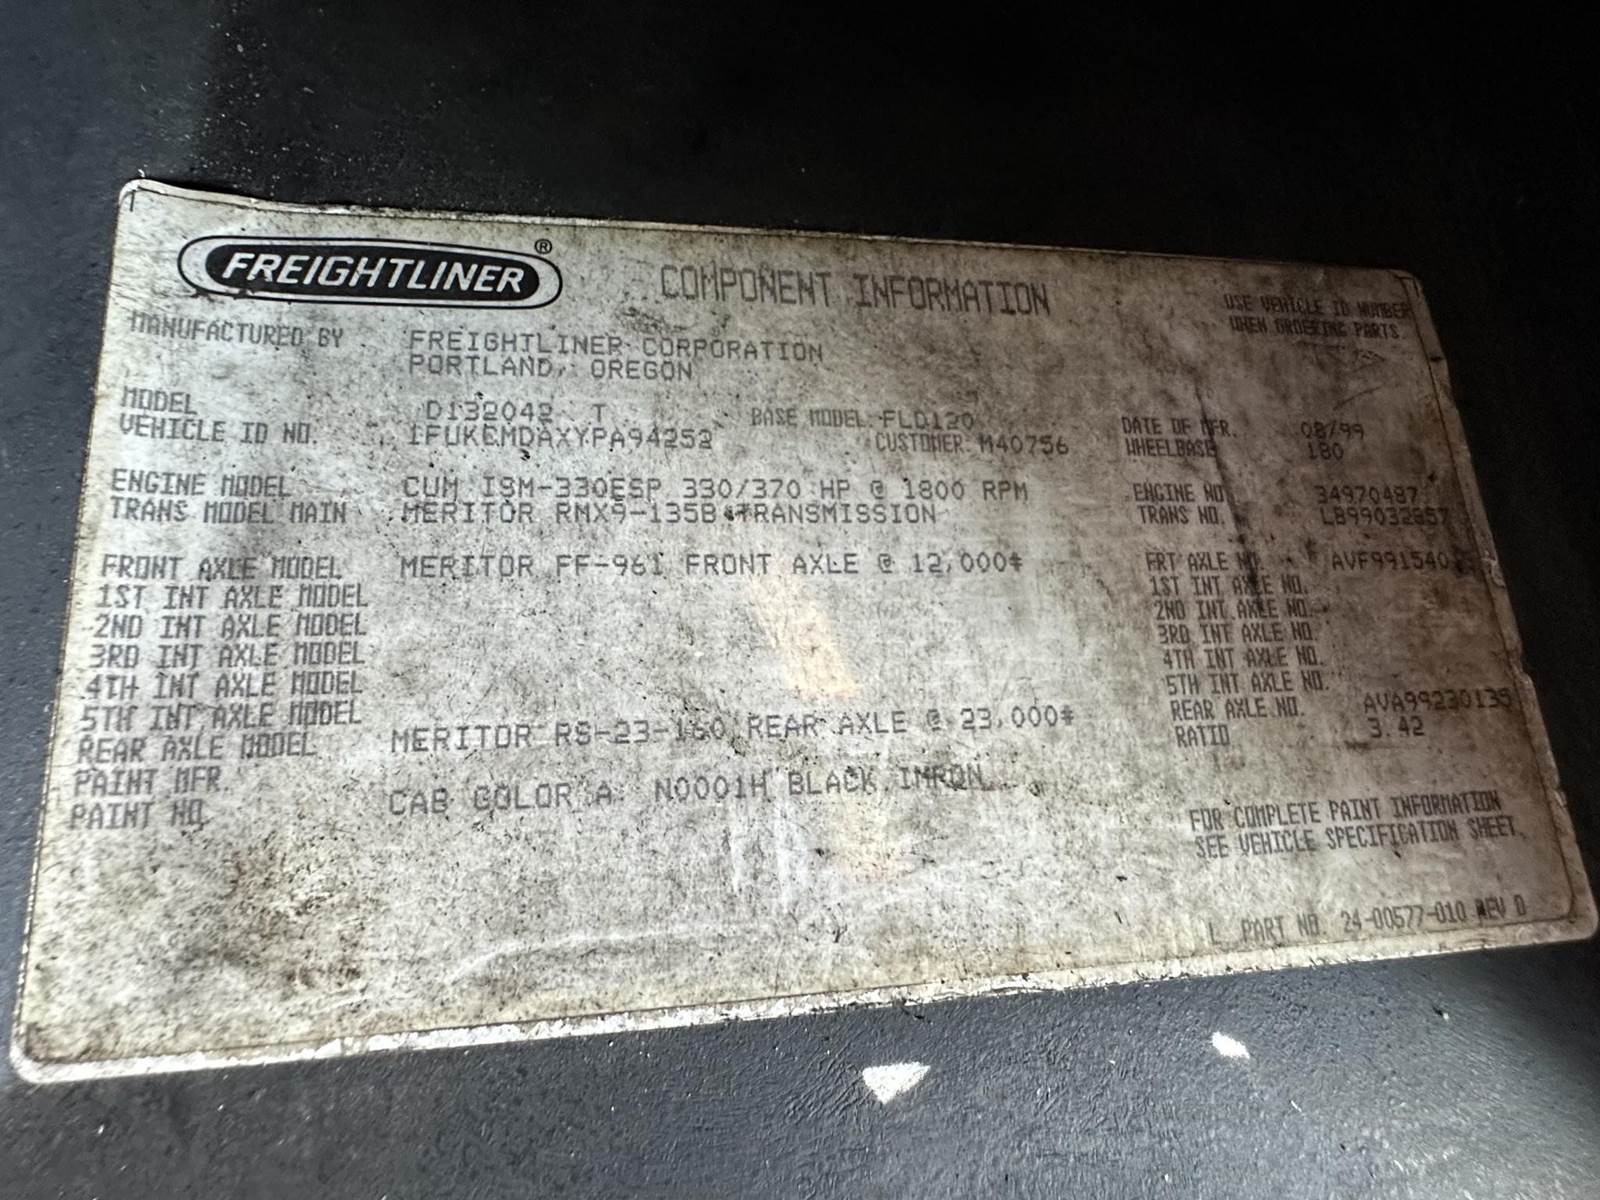 FREIGHTLINER ®
COMPONENT INFORMATION
USE VEHICLE ID NUMBER
WHEN ORDERING PARTS.
MANUFACTURED BY FREIGHTLINER CORPORATION
PORTLAND, OREGON
MODEL D132042 T BASE MODEL FLD120 DATE OF MFR. 08/99
VEHICLE ID NO. 1FUKCMDAXYPA94252 CUSTOMER M40756 WHEELBASE 180
ENGINE MODEL CUM ISM-330ESP 330/370 HP @ 1800 RPM ENGINE NO. 34970487
TRANS MODEL MAIN MERITOR RMX9-135B TRANSMISSION TRANS NO. LB99032857
FRONT AXLE MODEL MERITOR FF-961 FRONT AXLE @ 12,000# FRT AXLE NO. AVF991540
1ST INT AXLE MODEL 1ST INT AXLE NO.
2ND INT AXLE MODEL 2ND INT AXLE NO.
3RD INT AXLE MODEL 3RD INT AXLE NO.
4TH INT AXLE MODEL 4TH INT AXLE NO.
5TH INT AXLE MODEL 5TH INT AXLE NO.
REAR AXLE MODEL MERITOR RS-23-160 REAR AXLE @ 23,000# REAR AXLE NO. AVA99230135
RATIO 3.42
PAINT MFR.
PAINT NO. CAB COLOR A: N0001H BLACK IMRON
FOR COMPLETE PAINT INFORMATION
SEE VEHICLE SPECIFICATION SHEET.
L PART NO. 24-00577-010 REV D